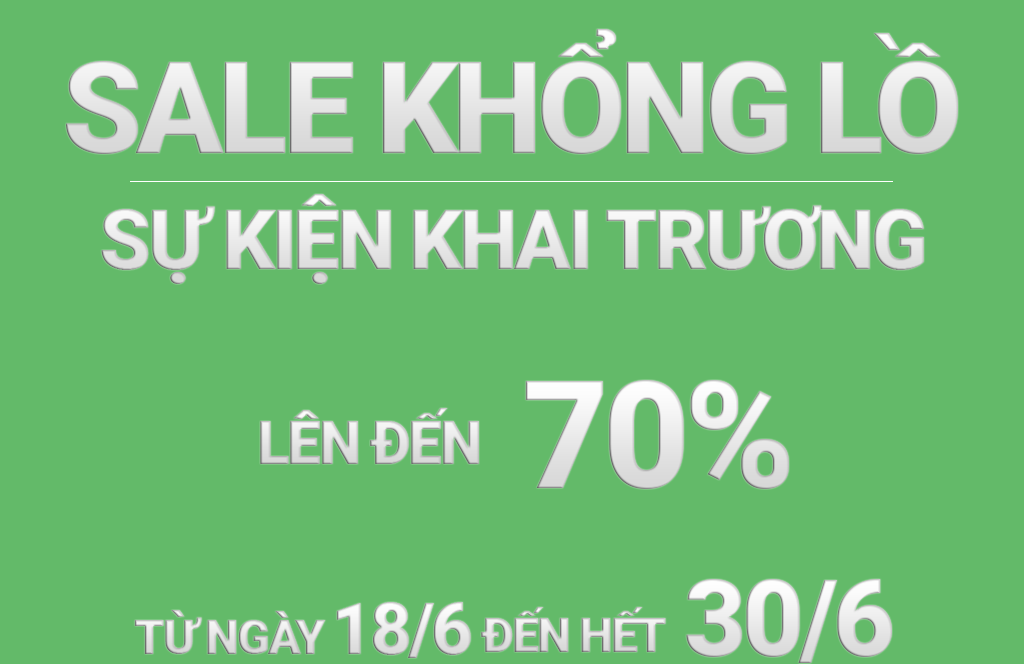 SALE KHỔNG LỒ
SỰ KIỆN KHAI TRƯƠNG
LÊN ĐẾN 70%
TỪ NGÀY 18/6 ĐẾN HẾT 30/6